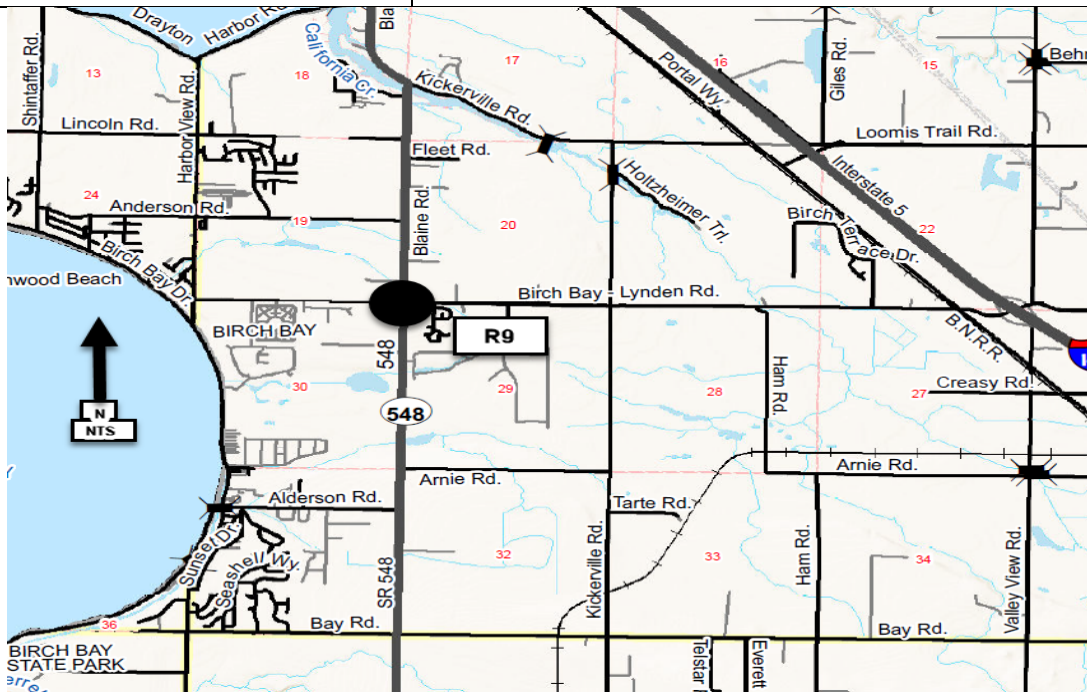 Drayton Harbor Rd.
Bla
Shintaffer Rd.
13
18
California Cr.
17
16
Giles Rd.
15
Behr
Harbor View Rd.
Kickerville Rd.
Portal Wy.
Lincoln Rd.
Fleet Rd.
Loomis Trail Rd.
Interstate 5
24
Anderson Rd.
19
Blaine Rd.
20
Holtzheimer Trl.
Birch Terrace Dr.
22
Birch Bay Dr.
nwood Beach
Birch Bay - Lynden Rd.
BIRCH BAY
R9
B.N.R.R.
548
30
29
28
Ham Rd.
27
Creasy Rd.
N
NTS
548
Arnie Rd.
Arnie Rd.
Alderson Rd.
Tarte Rd.
Sunset Dr.
Seashell Wy.
SR 548
32
Kickerville Rd.
33
Ham Rd.
34
Valley View Rd.
36
Bay Rd.
Bay Rd.
BIRCH BAY
STATE PARK
Telstar
Everett